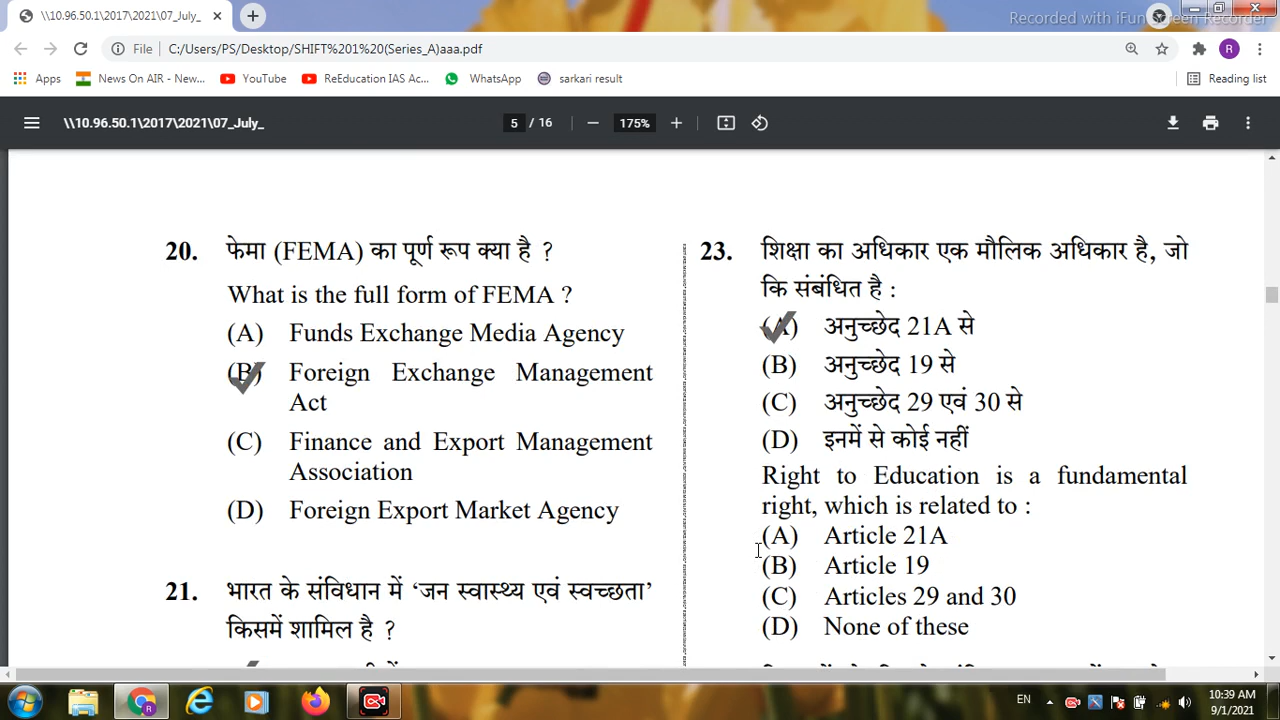 \\10.96.50.1\2017\2021\07_July_
Recorded with iFun Screen Recorder
File | C:/Users/PS/Desktop/SHIFT%201%20(Series_A)aaa.pdf
R
Apps
News On AIR - New...
YouTube
ReEducation IAS Ac...
WhatsApp
sarkari result
Reading list
\\10.96.50.1\2017\2021\07_July_
5 / 16
175%
20. फेमा (FEMA) का पूर्ण रूप क्या है ?
What is the full form of FEMA ?
(A) Funds Exchange Media Agency
(B) Foreign Exchange Management
Act
(C) Finance and Export Management
Association
(D) Foreign Export Market Agency
21. भारत के संविधान में ‘जन स्वास्थ्य एवं स्वच्छता’
किसमें शामिल है ?
23. शिक्षा का अधिकार एक मौलिक अधिकार है, जो
कि संबंधित है :
(A) अनुच्छेद 21A से
(B) अनुच्छेद 19 से
(C) अनुच्छेद 29 एवं 30 से
(D) इनमें से कोई नहीं
Right to Education is a fundamental
right, which is related to :
(A) Article 21A
(B) Article 19
(C) Articles 29 and 30
(D) None of these
EN
10:39 AM
9/1/2021